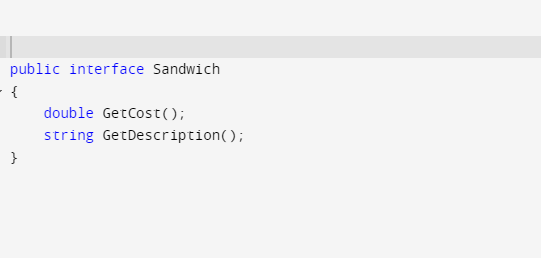 public interface Sandwich
{
    double GetCost();
    string GetDescription();
}